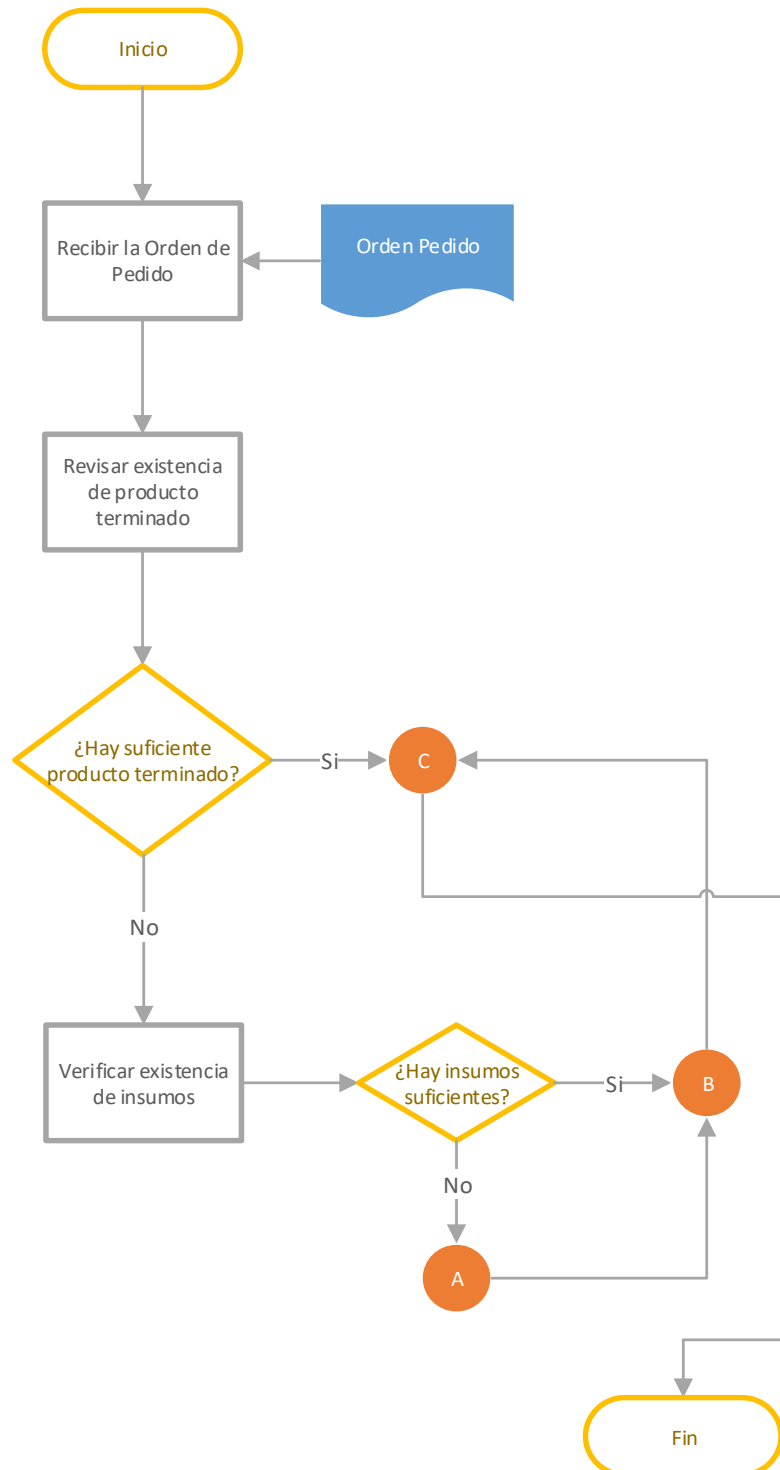 Inicio
Recibir la Orden de
Pedido
Orden Pedido
Revisar existencia
de producto
terminado
¿Hay suficiente
producto terminado?
Si
C
No
Verificar existencia
de insumos
¿Hay insumos
suficientes?
Si
B
No
A
Fin